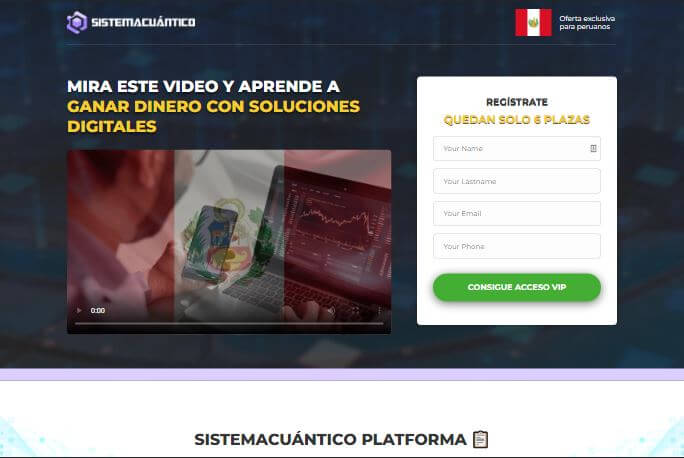 SISTEMACUÁNTICO
Oferta exclusiva
para peruanos
MIRA ESTE VIDEO Y APRENDE A
GANAR DINERO CON SOLUCIONES
DIGITALES
REGÍSTRATE
QUEDAN SOLO 6 PLAZAS
Your Name
Your Lastname
Your Email
Your Phone
CONSIGUE ACCESO VIP
0:00
SISTEMACUÁNTICO PLATFORMA